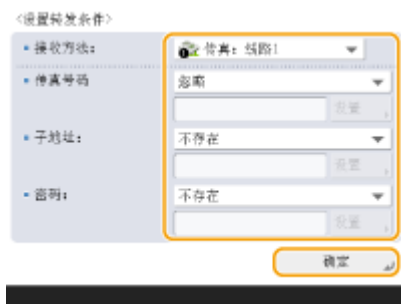 <设置转发条件>
接收方法: 传真: 线路1
传真号码 忽略
设置
子地址: 不存在
设置
密码: 不存在
设置
确定